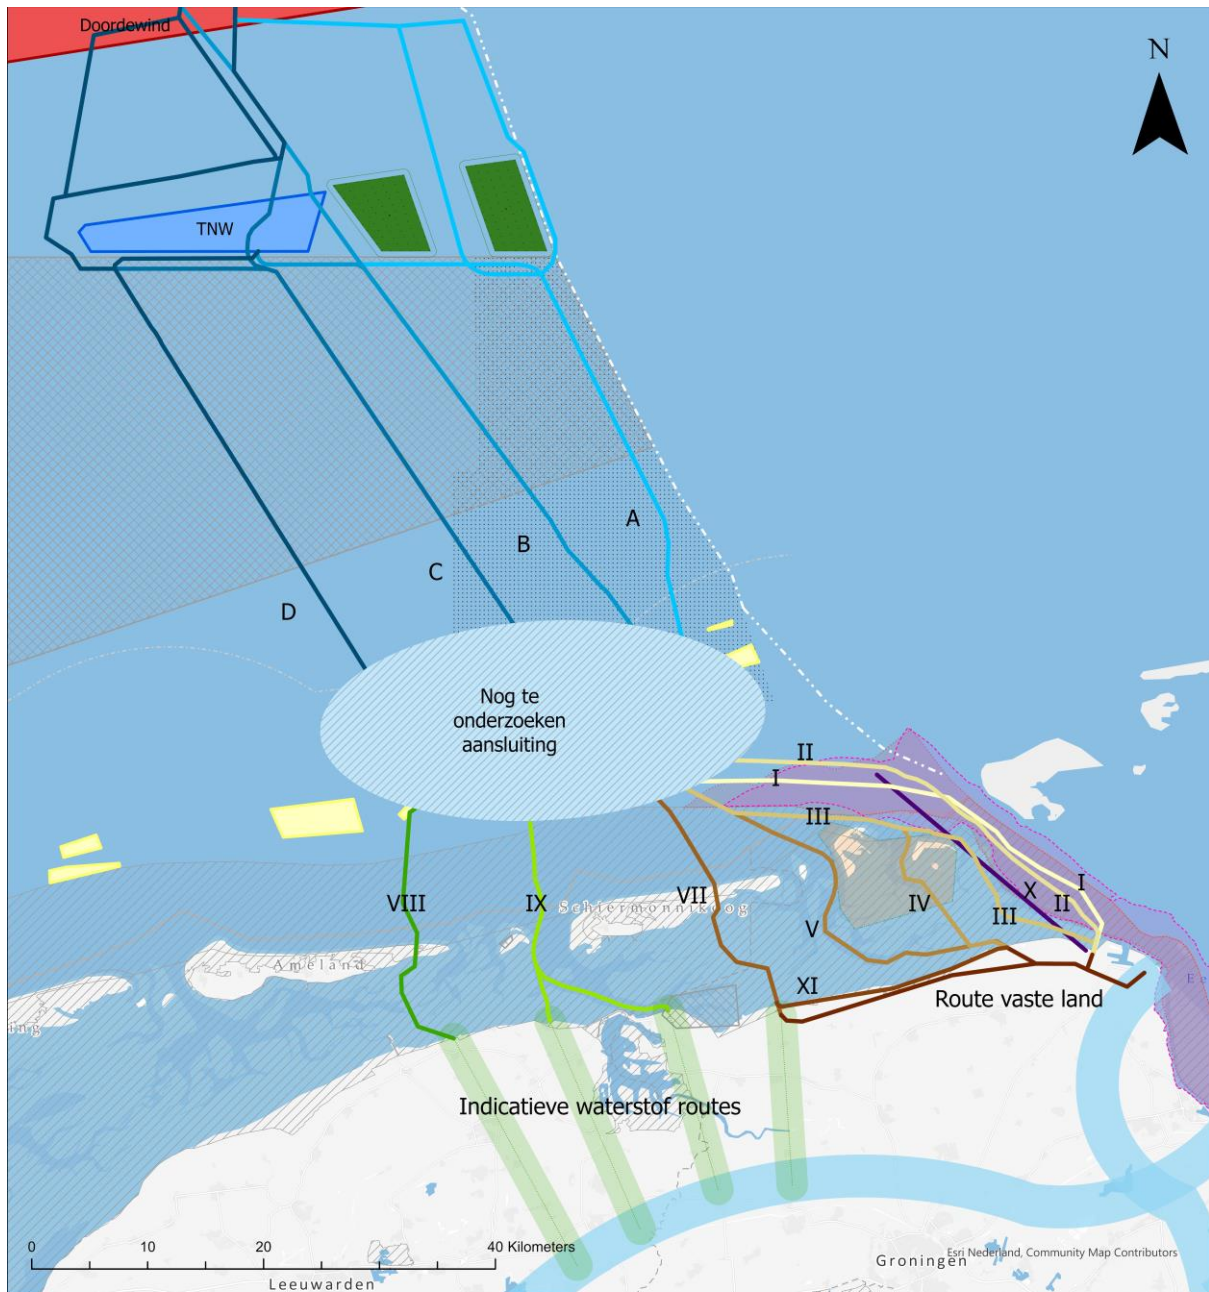 Doordewind
N
TNW
A
B
C
D
Nog te
onderzoeken
aansluiting
II
I
III
I
X
II
III
IV
V
VII
VIII
IX
Schiermonnikoog
Ameland
ing
XI
Route vaste land
Indicatieve waterstof routes
0 10 20 40 Kilometers
Esri Nederland, Community Map Contributors
Groningen
Leeuwarden